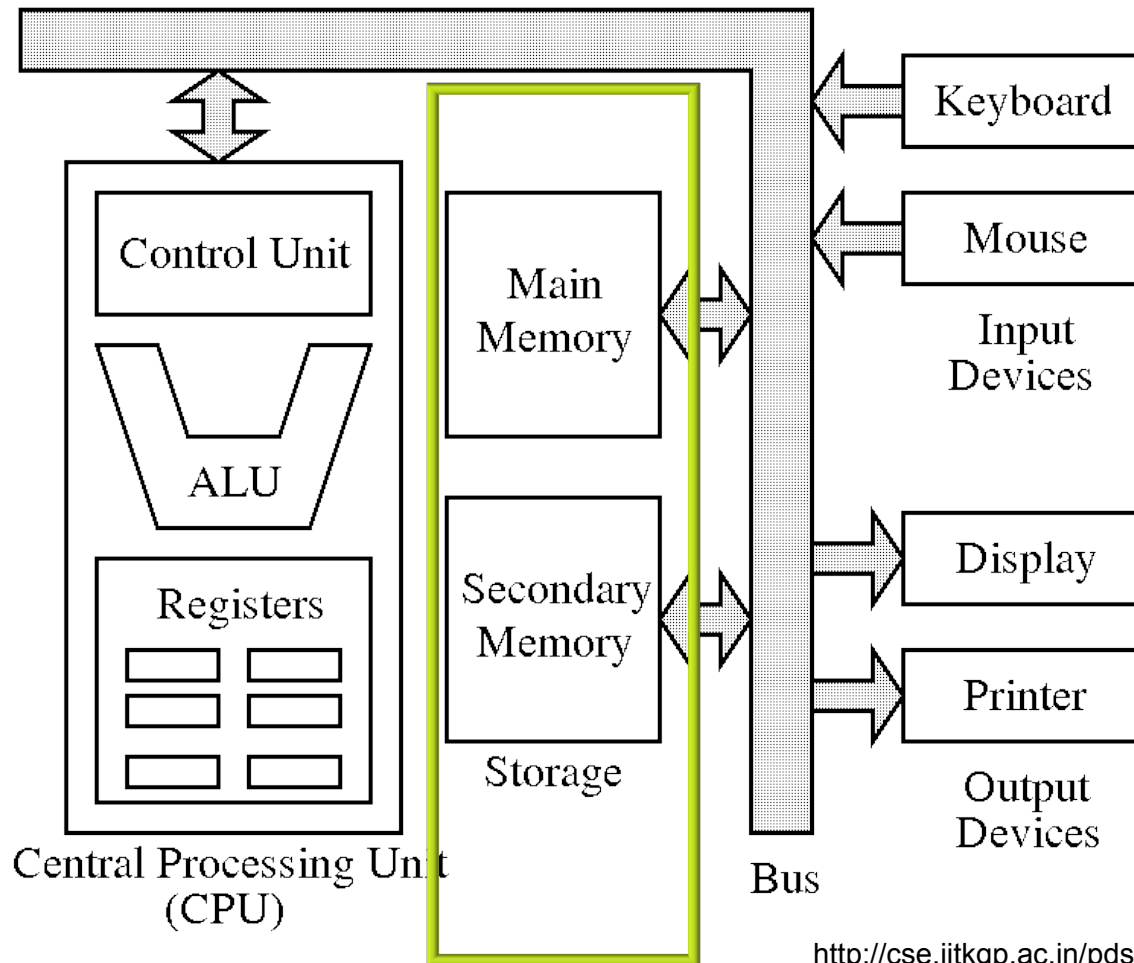 Control Unit
ALU
Registers
Central Processing Unit
(CPU)
Main
Memory
Secondary
Memory
Storage
Bus
Keyboard
Mouse
Input
Devices
Display
Printer
Output
Devices
http://cse.iitkgp.ac.in/pds